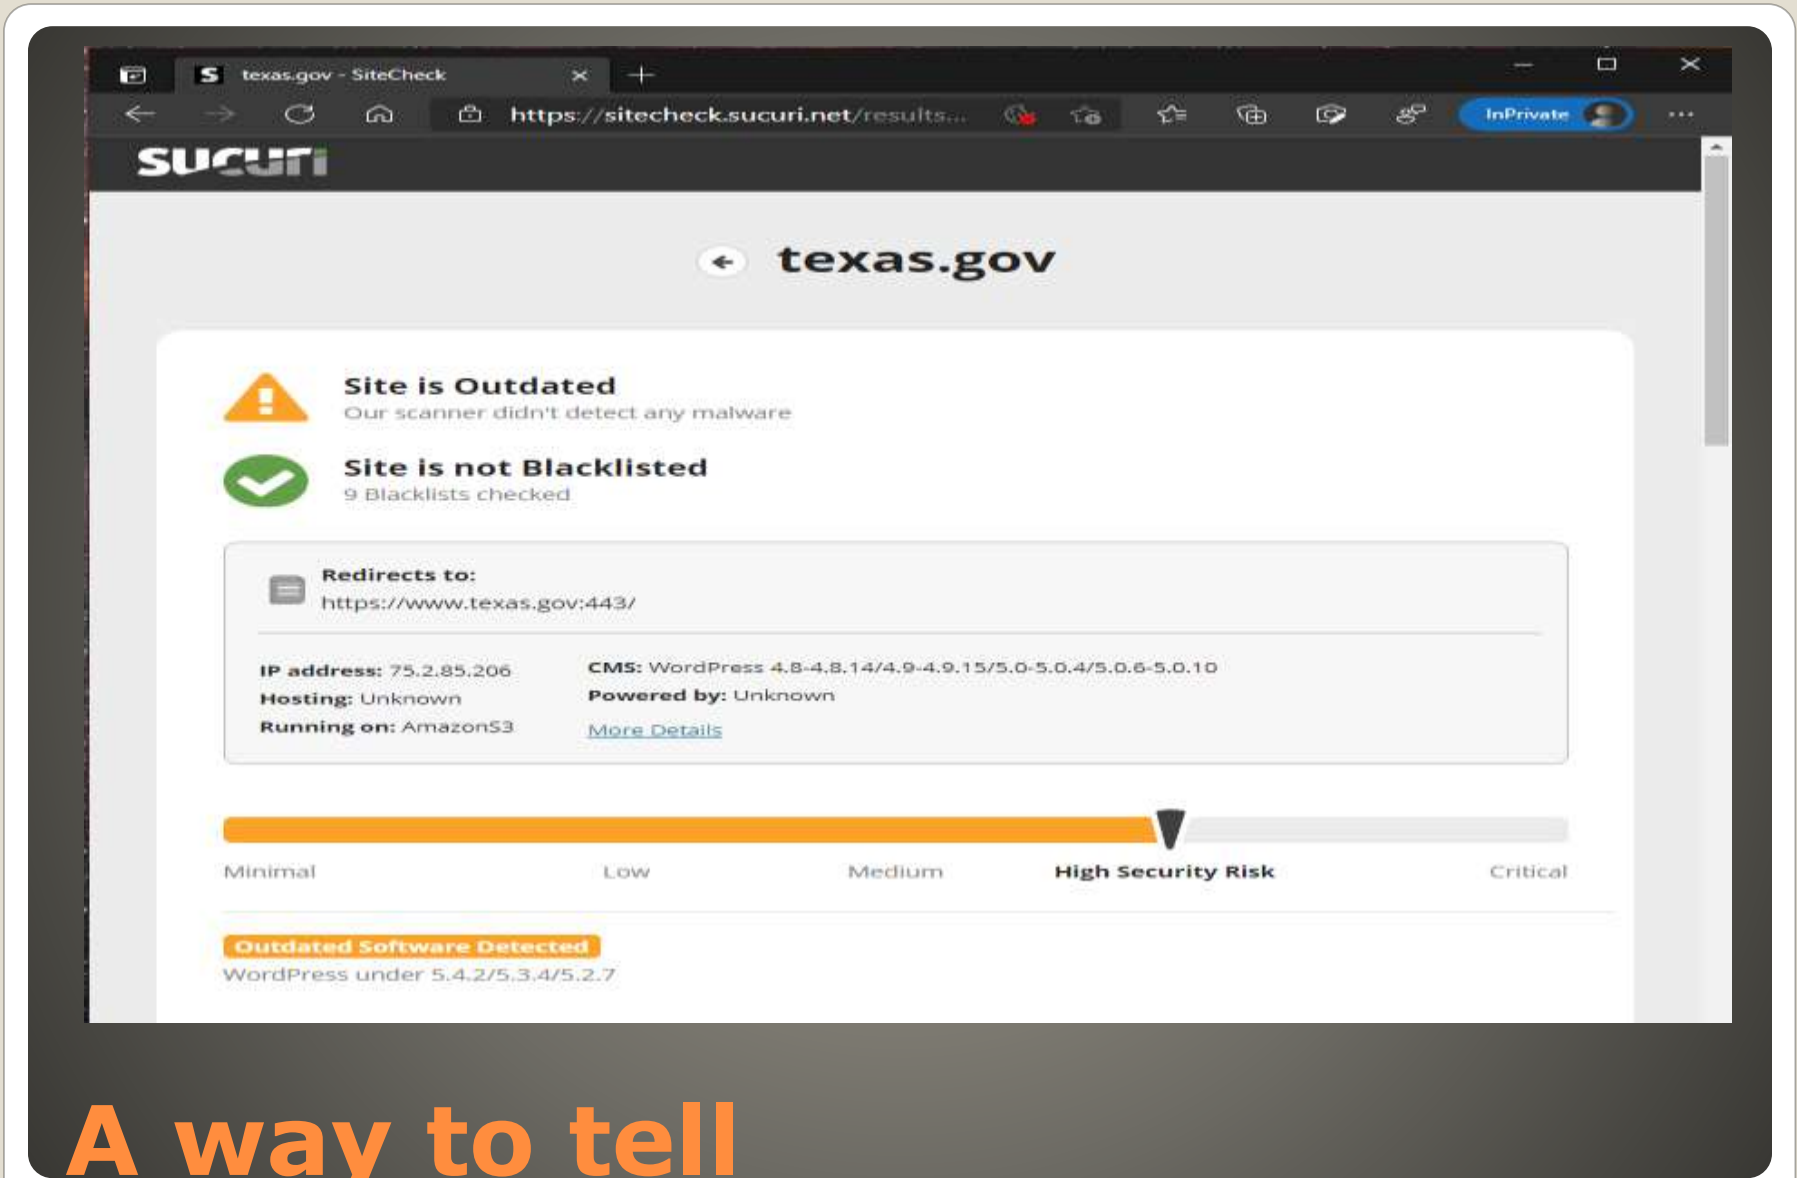 texas.gov - SiteCheck
https://sitecheck.sucuri.net/results...
InPrivate
sucuri
texas.gov
Site is Outdated
Our scanner didn't detect any malware
Site is not Blacklisted
9 Blacklists checked
Redirects to:
https://www.texas.gov:443/
IP address: 75.2.85.206
Hosting: Unknown
Running on: AmazonS3
CMS: WordPress 4.8-4.8.14/4.9-4.9.15/5.0-5.0.4/5.0.6-5.0.10
Powered by: Unknown
More Details
Minimal Low Medium High Security Risk Critical
Outdated Software Detected
WordPress under 5.4.2/5.3.4/5.2.7
A way to tell